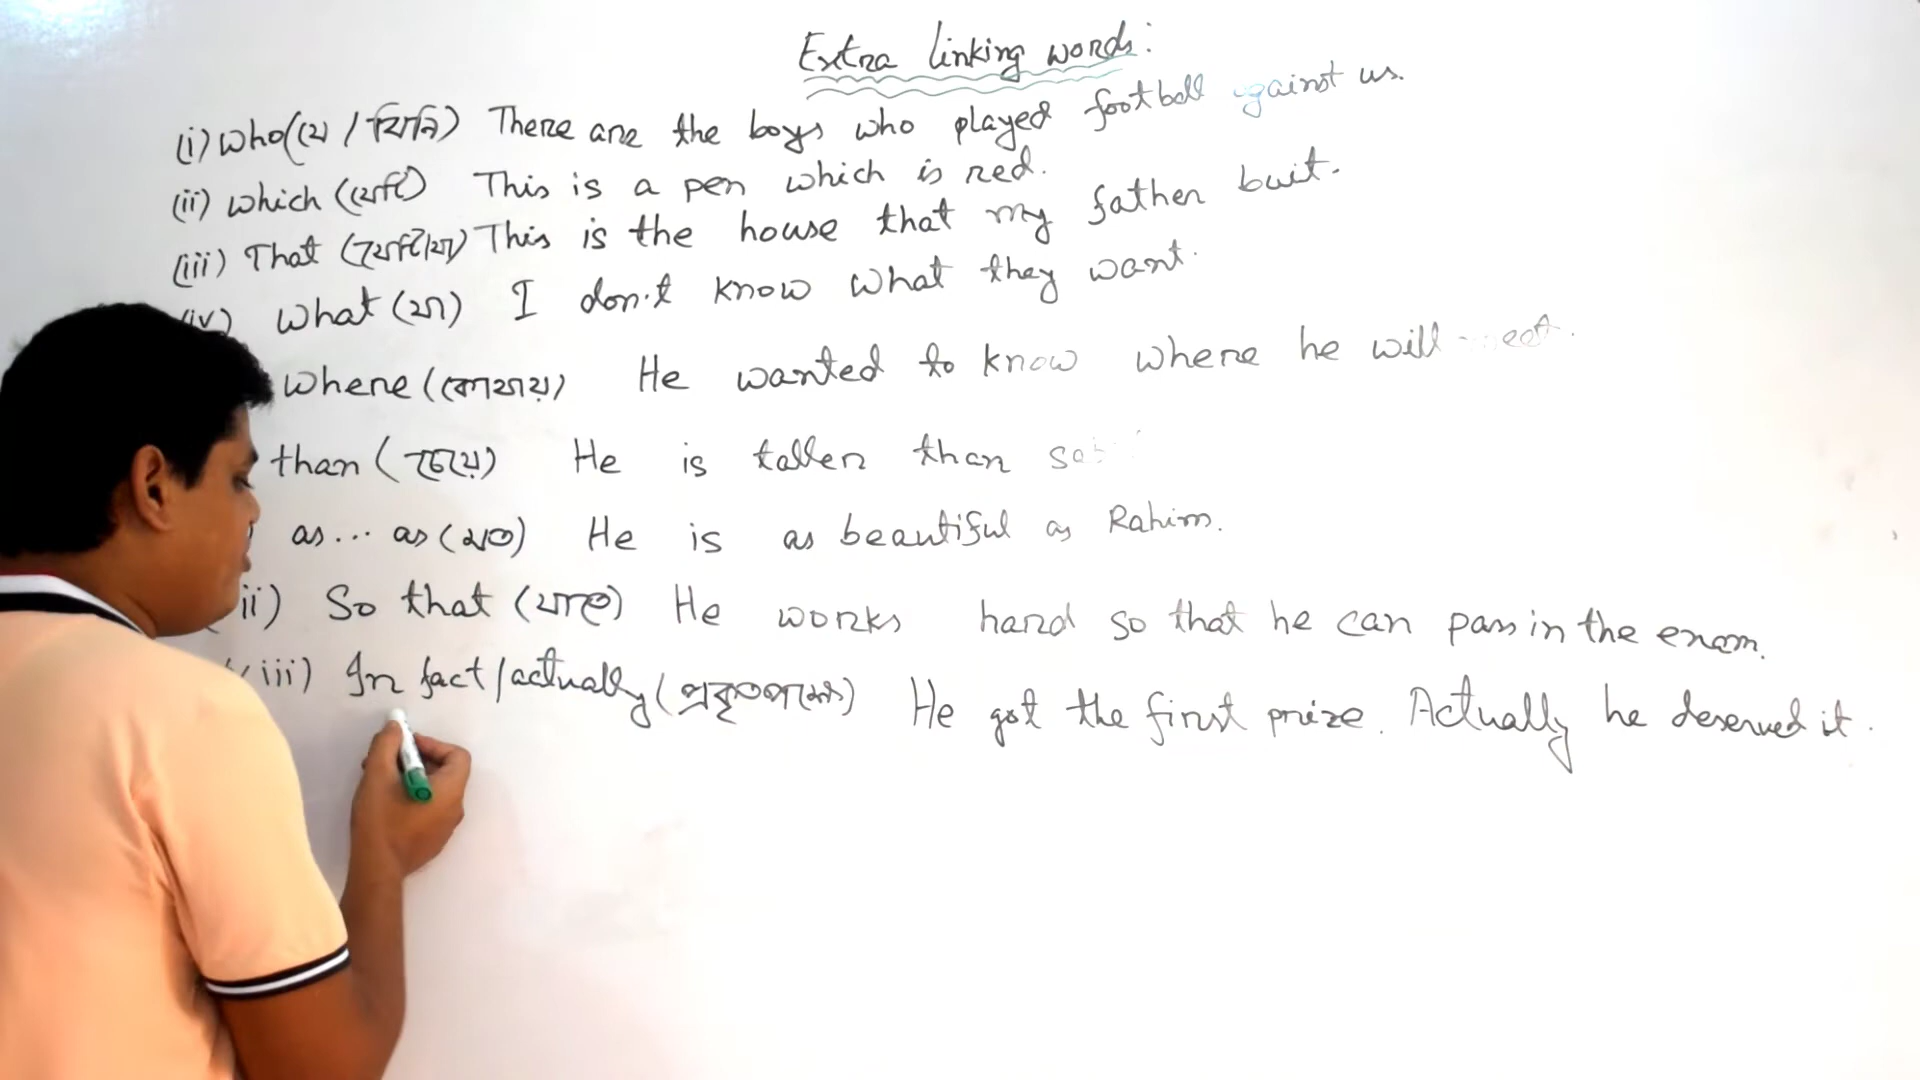 Extra linking words:
(i) who (যে / যিনি) There are the boys who played football against us.
(ii) which (যেটি) This is a pen which is red.
(iii) That (যেটি/যা) This is the house that my father buit.
(iv) what (যা) I don't know what they want.
where (কোথায়) He wanted to know where he will
than (চেয়ে) He is taller than
as... as (মত) He is as beautiful as Rahim.
ii) So that (যাতে) He works hard so that he can pass in the exam.
iii) In fact/actually (প্রকৃতপক্ষে) He got the first prize. Actually he deserved it.